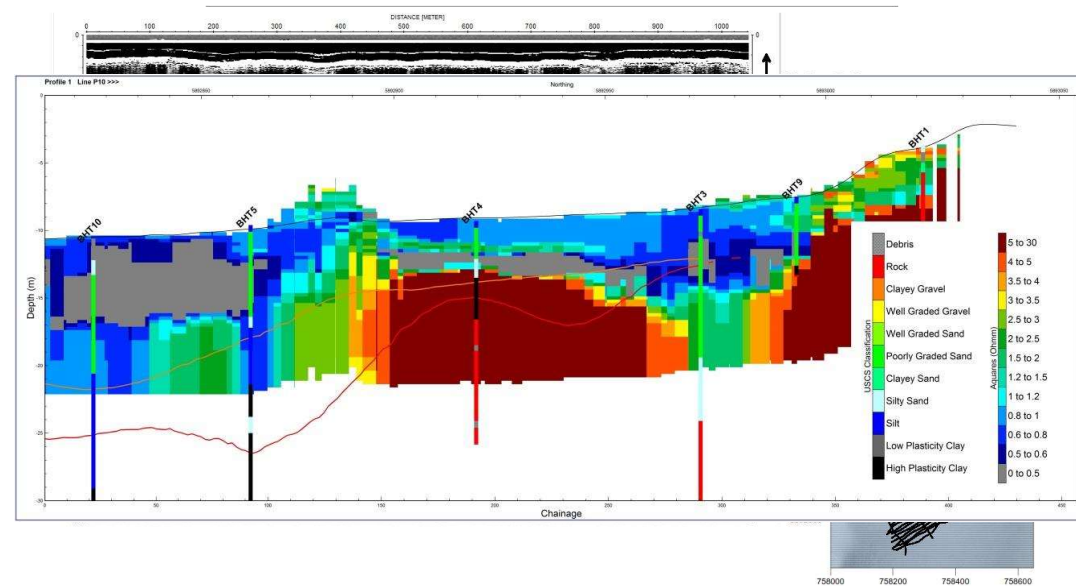 DISTANCE [METER]
0 100 200 300 400 500 600 700 800 900 1000
0 0
Profile 1 Line P10 >>>
Northing
0
-5
-10
-15
-20
-25
-30
Depth (m)
BHT10
BHT5
BHT4
BHT3
BHT9
BHT1
USCS Classification
Debris
Rock
Clayey Gravel
Well Graded Gravel
Well Graded Sand
Poorly Graded Sand
Clayey Sand
Silty Sand
Silt
Low Plasticity Clay
High Plasticity Clay
Aquares (Ohmm)
5 to 30
4 to 5
3.5 to 4
3 to 3.5
2.5 to 3
2 to 2.5
1.5 to 2
1.2 to 1.5
1 to 1.2
0.8 to 1
0.6 to 0.8
0.5 to 0.6
0 to 0.5
0 50 100 150 200 250 300 350 400 450
Chainage
758000 758200 758400 758600